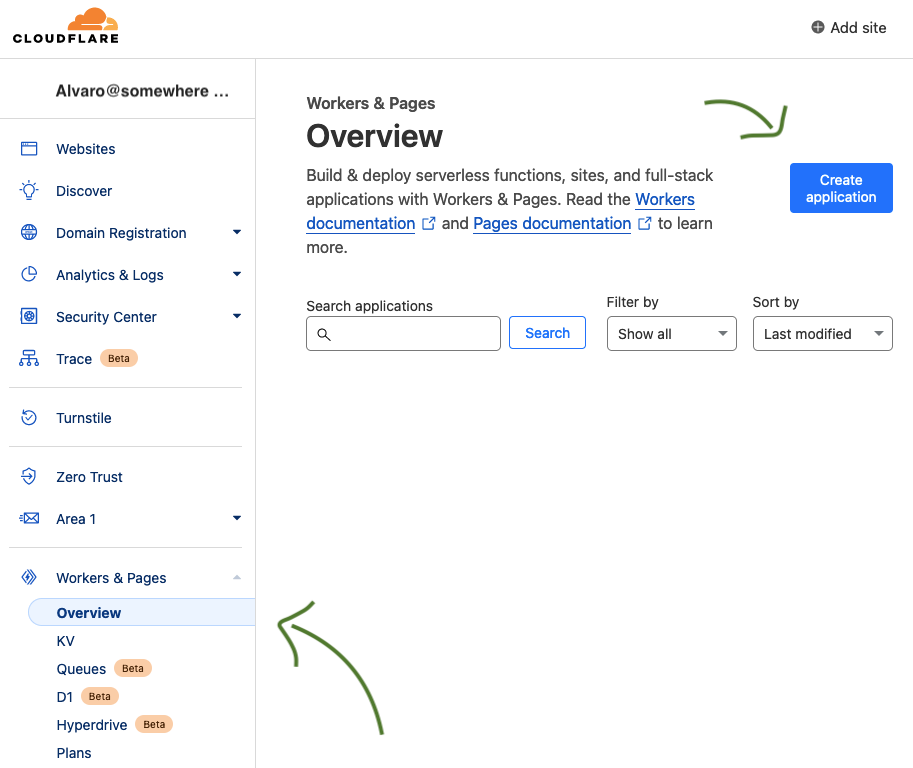 CLOUDFLARE
Add site
Alvaro@somewhere ...
Websites
Discover
Domain Registration
Analytics & Logs
Security Center
Trace Beta
Turnstile
Zero Trust
Area 1
Workers & Pages
Overview
KV
Queues Beta
D1 Beta
Hyperdrive Beta
Plans
Workers & Pages
Overview
Build & deploy serverless functions, sites, and full-stack
applications with Workers & Pages. Read the Workers
documentation and Pages documentation to learn
more.
Create
application
Search applications
Search
Filter by
Show all
Sort by
Last modified